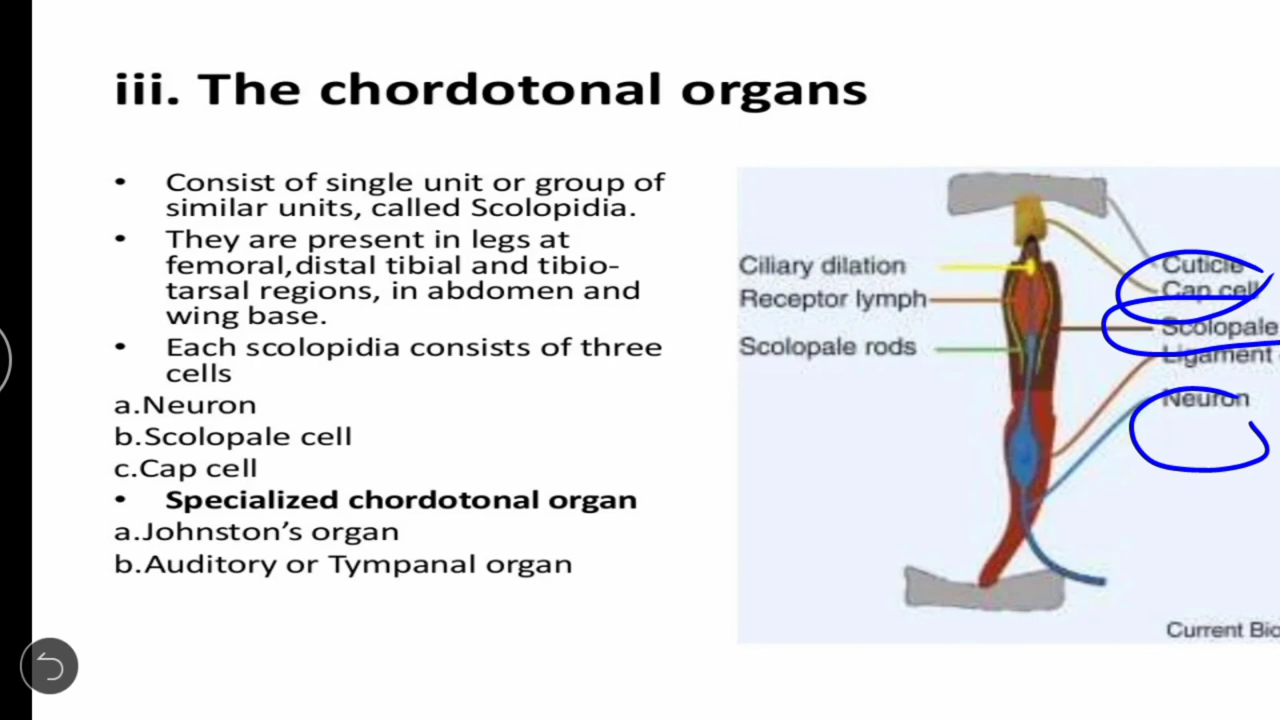 iii. The chordotonal organs
• Consist of single unit or group of
similar units, called Scolopidia.
• They are present in legs at
femoral,distal tibial and tibio-
tarsal regions, in abdomen and
wing base.
• Each scolopidia consists of three
cells
a.Neuron
b.Scolopale cell
c.Cap cell
• Specialized chordotonal organ
a.Johnston’s organ
b.Auditory or Tympanal organ
Ciliary dilation
Receptor lymph
Scolopale rods
Cuticle
Cap cell
Scolopale
Ligament
Neuron
Current Bio